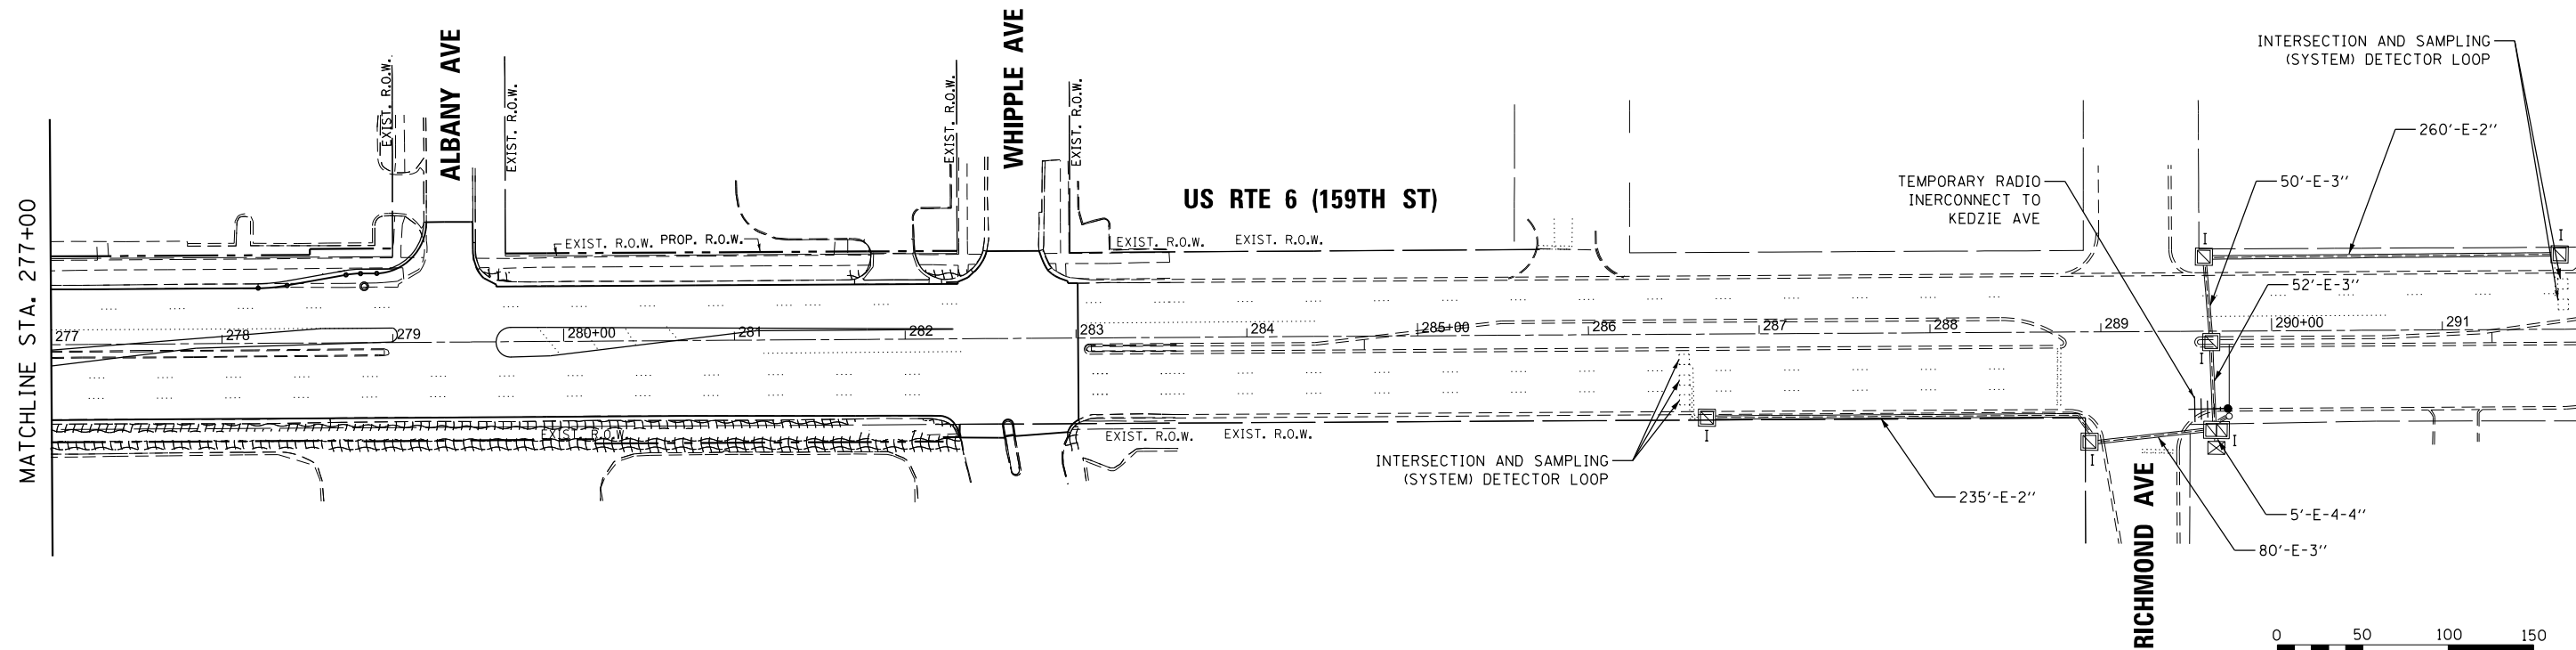 MATCHLINE STA. 277+00
EXIST. R.O.W.
ALBANY AVE
EXIST. R.O.W.
EXIST. R.O.W.
WHIPPLE AVE
EXIST. R.O.W.
US RTE 6 (159TH ST)
EXIST. R.O.W.
PROP. R.O.W.
EXIST. R.O.W.
EXIST. R.O.W.
INTERSECTION AND SAMPLING
(SYSTEM) DETECTOR LOOP
260'-E-2"
TEMPORARY RADIO
INERCONNECT TO
KEDZIE AVE
50'-E-3"
I
I
52'-E-3"
277
278
279
280+00
281
282
283
284
285+00
286
287
288
289
290+00
291
I
EXIST. R.O.W.
EXIST. R.O.W.
EXIST. R.O.W.
I
I
I
INTERSECTION AND SAMPLING
(SYSTEM) DETECTOR LOOP
235'-E-2"
5'-E-4-4"
80'-E-3"
RICHMOND AVE
0 50 100 150